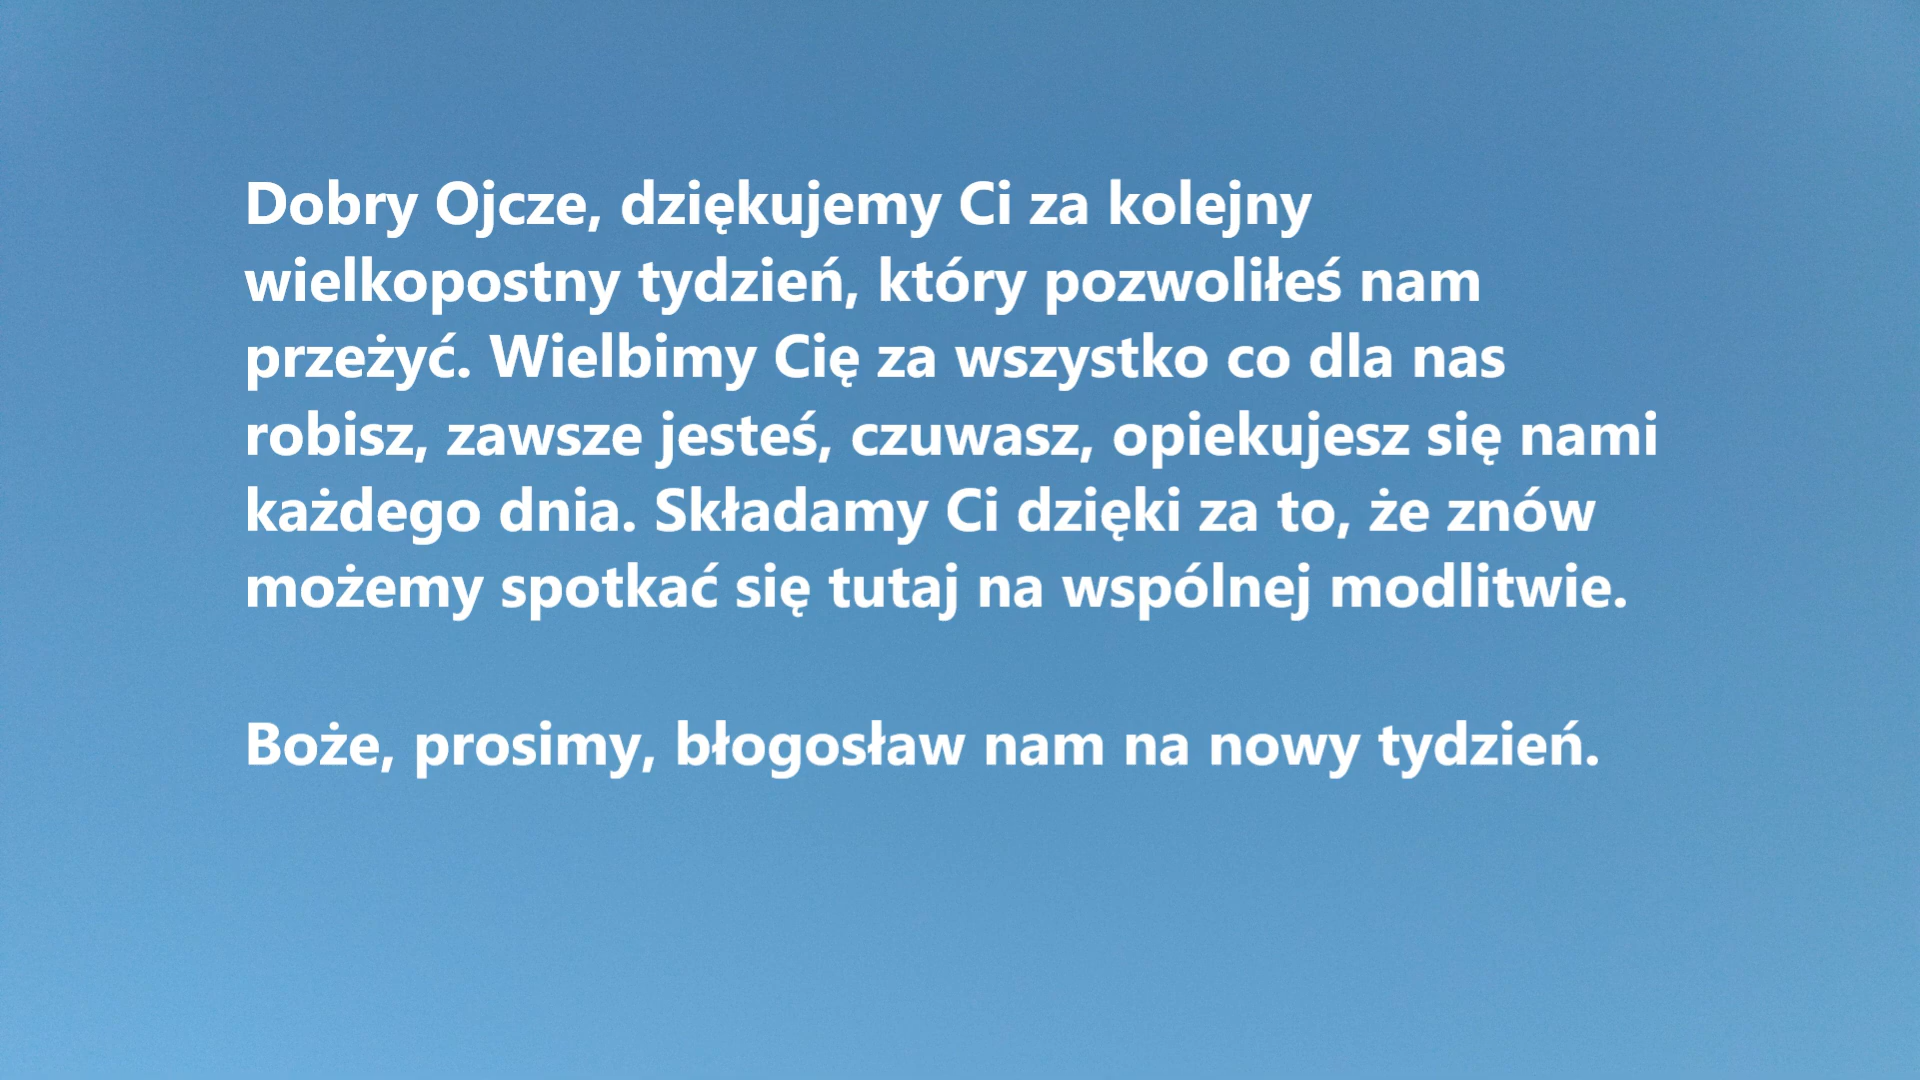 Dobry Ojcze, dziękujemy Ci za kolejny
wielkopostny tydzień, który pozwoliłeś nam
przeżyć. Wielbimy Cię za wszystko co dla nas
robisz, zawsze jesteś, czuwasz, opiekujesz się nami
każdego dnia. Składamy Ci dzięki za to, że znów
możemy spotkać się tutaj na wspólnej modlitwie.
Boże, prosimy, błogosław nam na nowy tydzień.